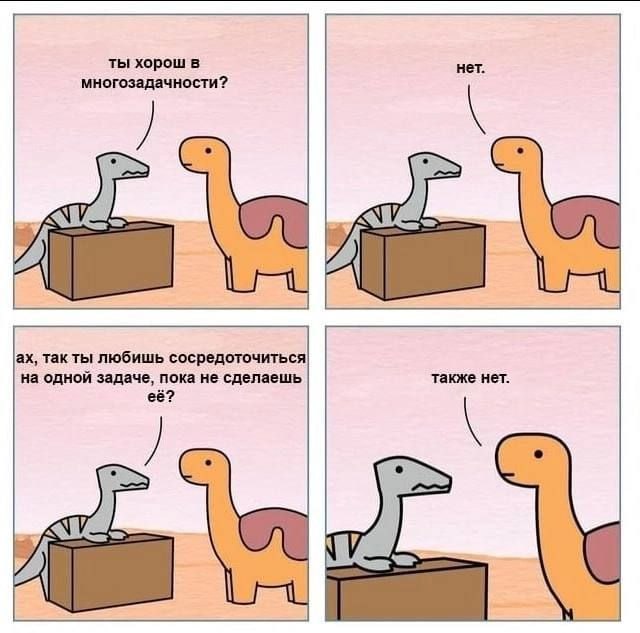 ты хорош в
многозадачности?
нет.
ах, так ты любишь сосредоточиться
на одной задаче, пока не сделаешь
её?
также нет.